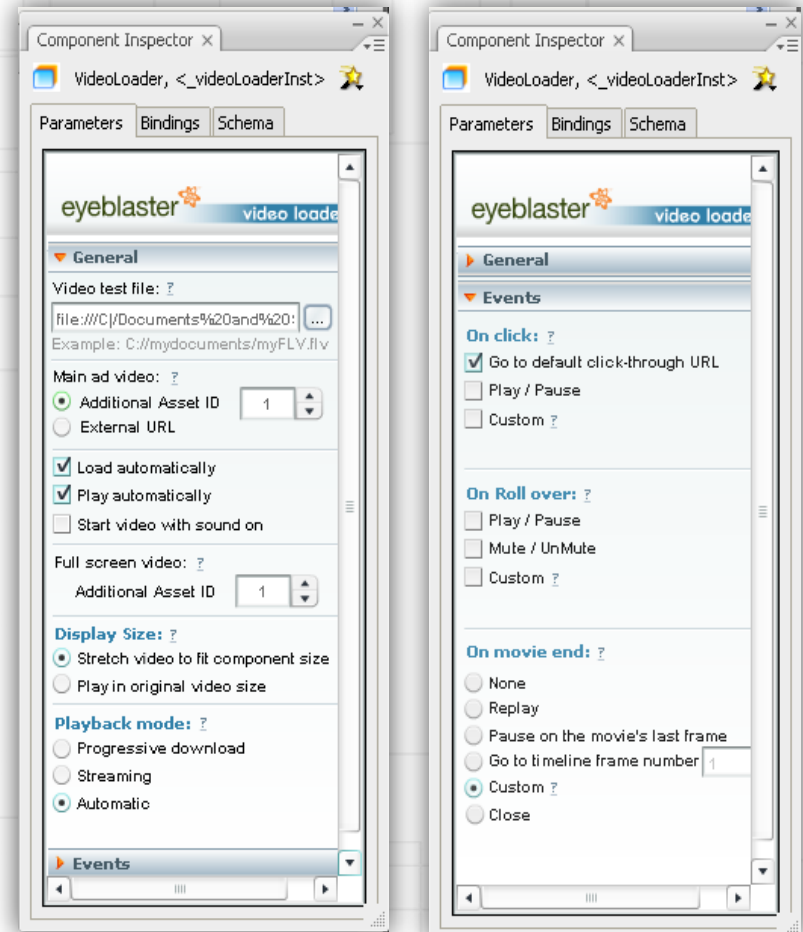 Component Inspector ×
VideoLoader, <_videoLoaderInst>
Parameters Bindings Schema
eyeblaster video loade
General
Video test file: ?
file:///C|/Documents%20and%20: ...
Example: C://mydocuments/myFLV.flv
Main ad video: ?
Additional Asset ID 1
External URL
Load automatically
Play automatically
Start video with sound on
Full screen video: ?
Additional Asset ID 1
Display Size: ?
Stretch video to fit component size
Play in original video size
Playback mode: ?
Progressive download
Streaming
Automatic
Events
Component Inspector ×
VideoLoader, <_videoLoaderInst>
Parameters Bindings Schema
eyeblaster video loade
General
Events
On click: ?
Go to default click-through URL
Play / Pause
Custom ?
On Roll over: ?
Play / Pause
Mute / UnMute
Custom ?
On movie end: ?
None
Replay
Pause on the movie's last frame
Go to timeline frame number 1
Custom ?
Close